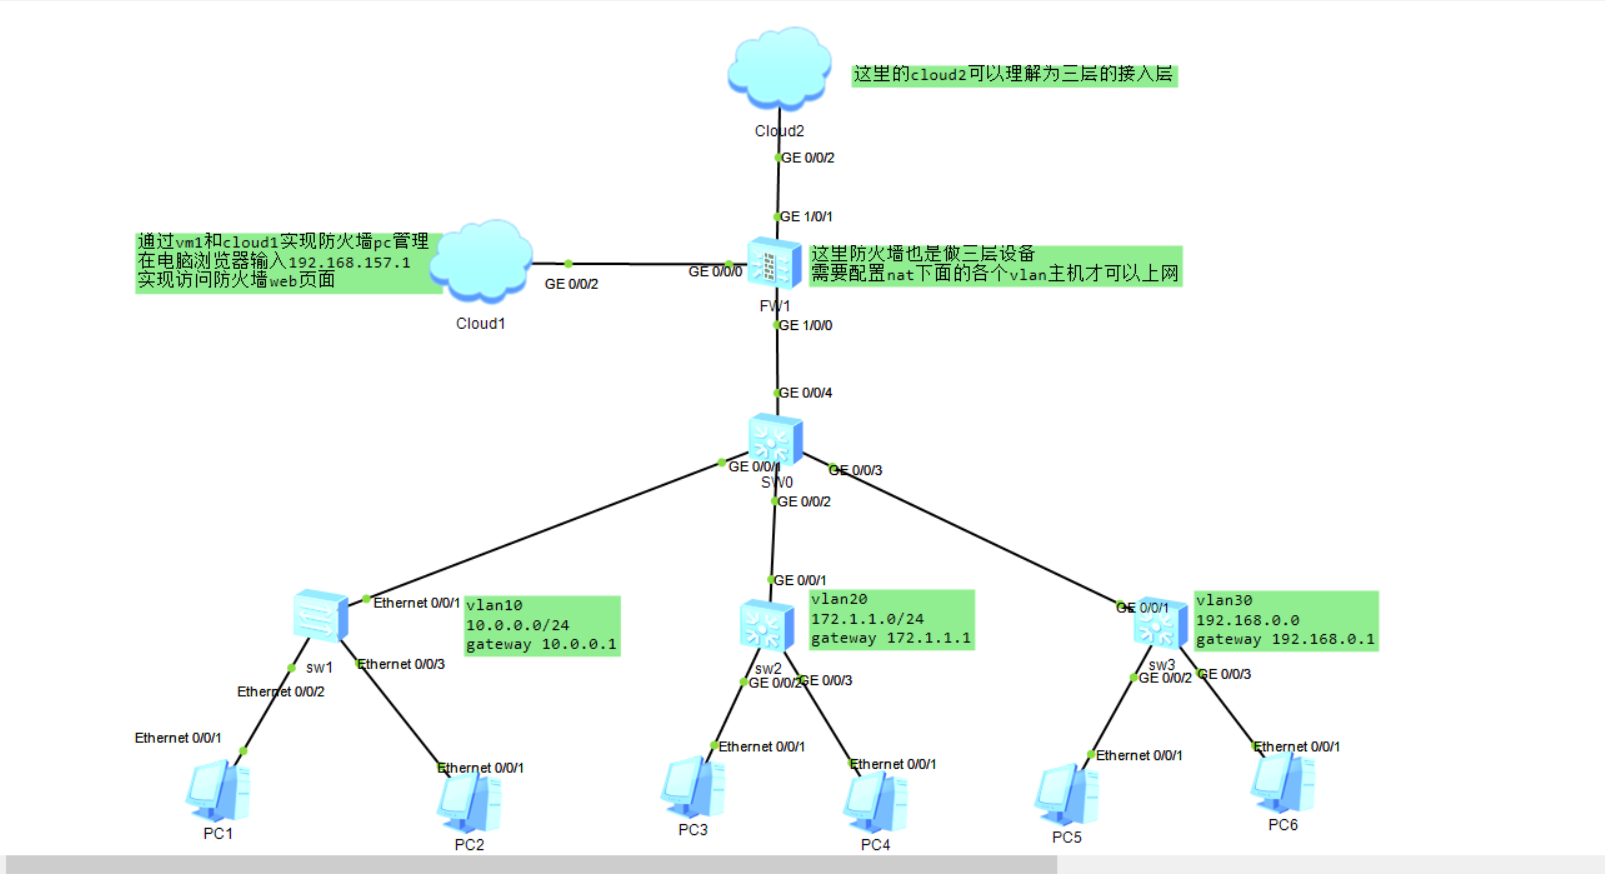 这里的cloud2可以理解为三层的接入层
Cloud2
GE 0/0/2
GE 1/0/1
通过vm1和cloud1实现防火墙pc管理
在电脑浏览器输入192.168.157.1
实现访问防火墙web页面
这里防火墙也是做三层设备
需要配置nat下面的各个vlan主机才可以上网
GE 0/0/2
GE 0/0/0
Cloud1
FW1
GE 1/0/0
GE 0/0/4
GE 0/0/1
GE 0/0/3
SW0
GE 0/0/2
GE 0/0/1
Ethernet 0/0/1
vlan10
10.0.0.0/24
gateway 10.0.0.1
vlan20
172.1.1.0/24
gateway 172.1.1.1
GE 0/0/1
vlan30
192.168.0.0
gateway 192.168.0.1
sw1
Ethernet 0/0/3
Ethernet 0/0/2
sw2
GE 0/0/2
GE 0/0/3
sw3
GE 0/0/2
GE 0/0/3
Ethernet 0/0/1
Ethernet 0/0/1
Ethernet 0/0/1
Ethernet 0/0/1
Ethernet 0/0/1
Ethernet 0/0/1
PC1
PC2
PC3
PC4
PC5
PC6